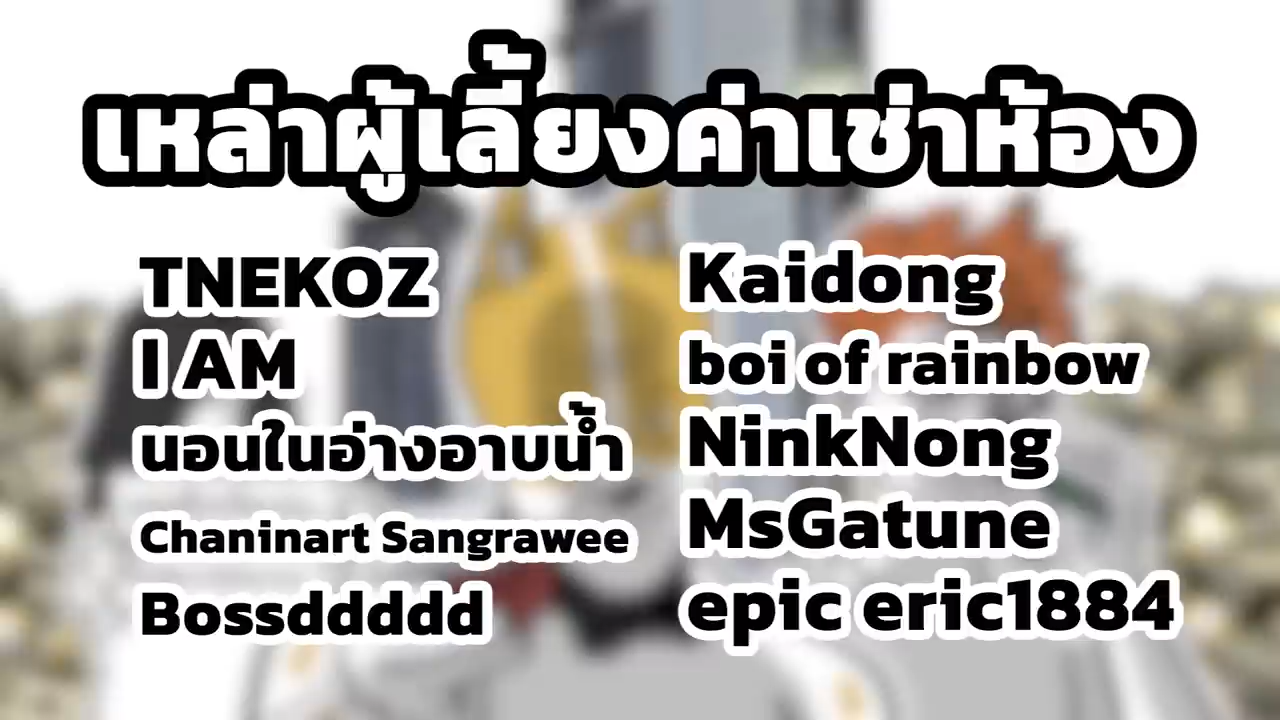 เหล่าผู้เลี้ยงค่าเช่าห้อง
TNEKOZ
I AM
นอนในอ่างอาบน้ำ
Chaninart Sangrawee
Bossddddd
Kaidong
boi of rainbow
NinkNong
MsGatune
epic eric1884